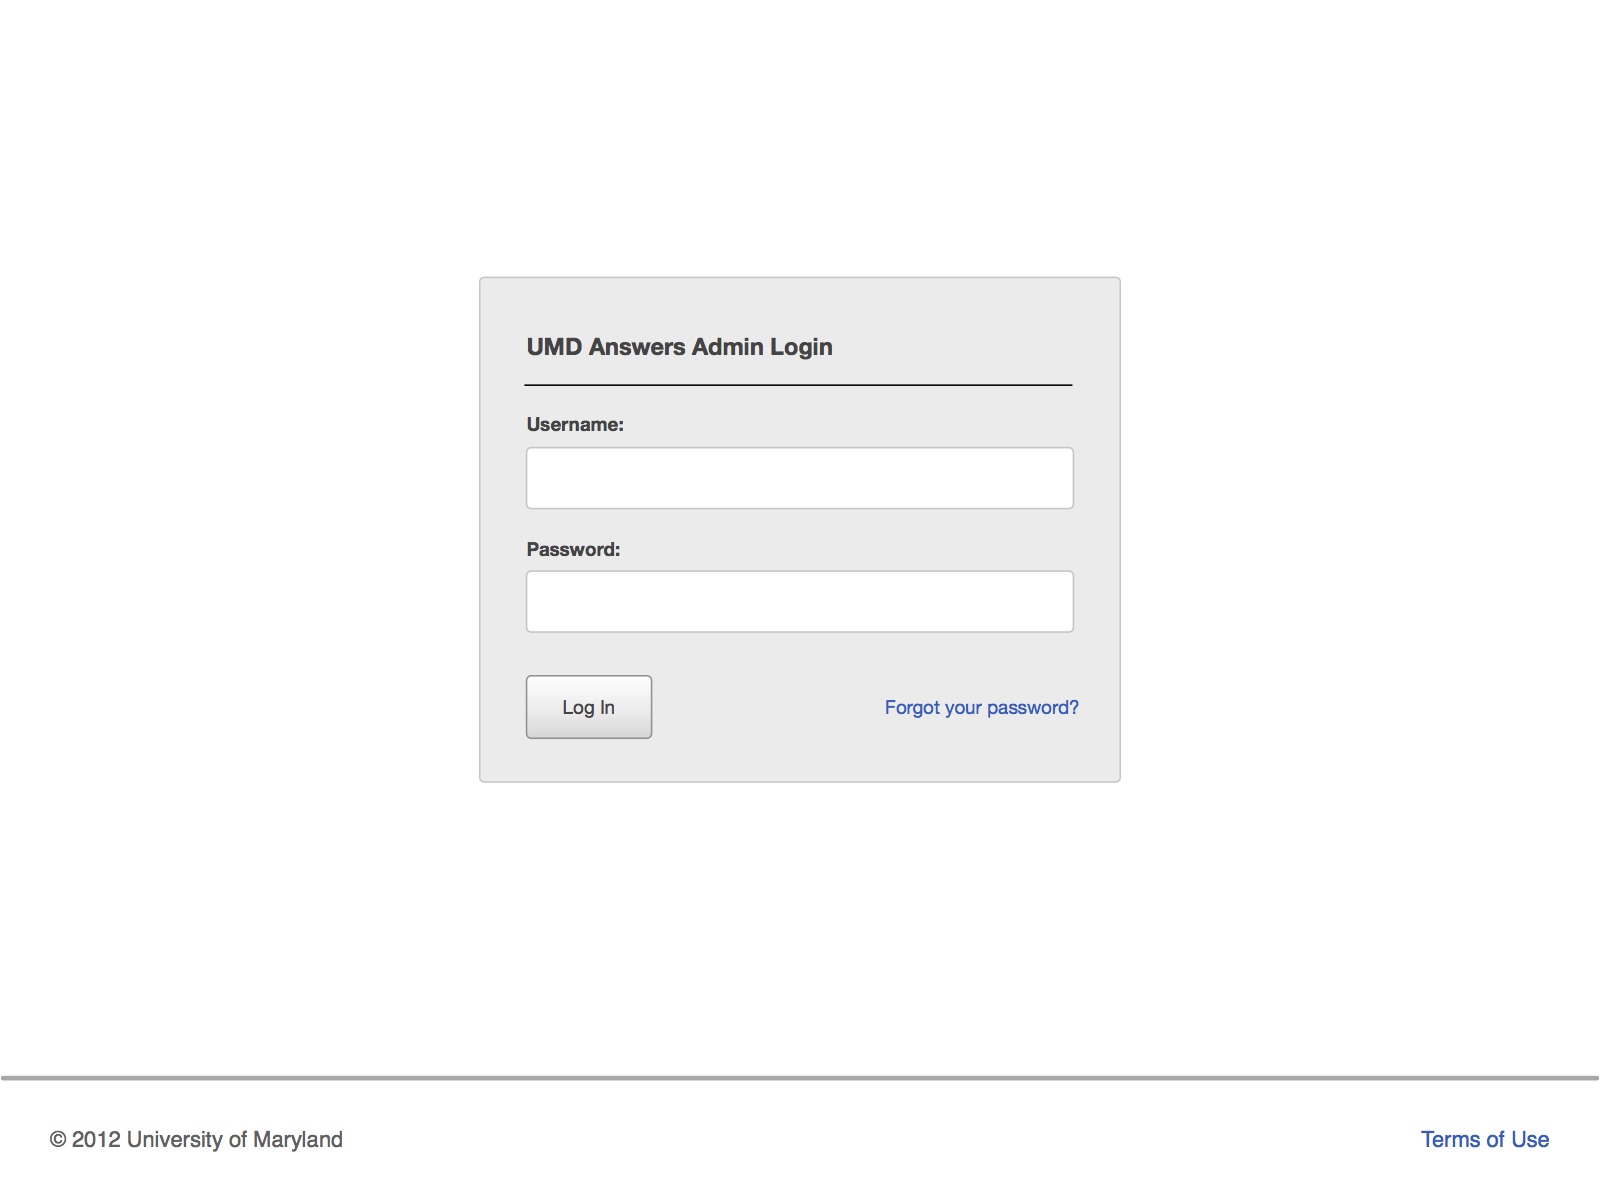 UMD Answers Admin Login
Username:
Password:
Log In
Forgot your password?
© 2012 University of Maryland
Terms of Use